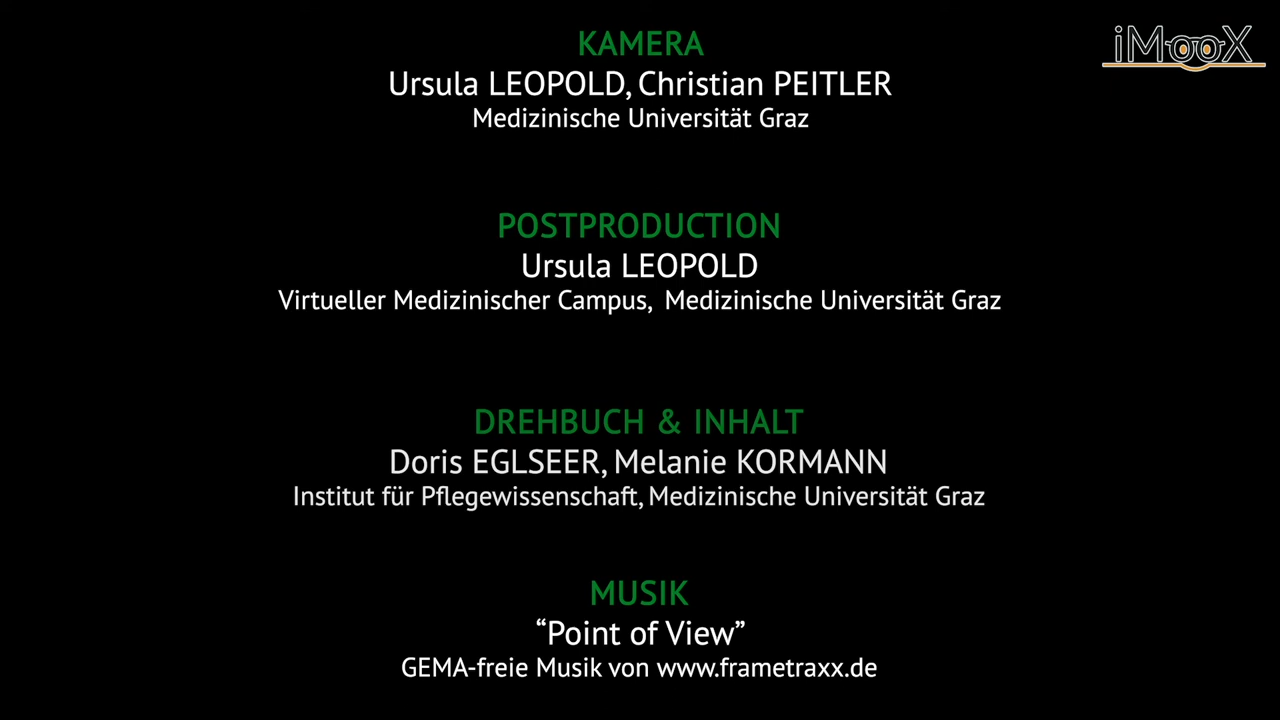 iMooX
KAMERA
Ursula LEOPOLD, Christian PEITLER
Medizinische Universität Graz
POSTPRODUCTION
Ursula LEOPOLD
Virtueller Medizinischer Campus, Medizinische Universität Graz
DREHBUCH & INHALT
Doris EGLSEER, Melanie KORMANN
Institut für Pflegewissenschaft, Medizinische Universität Graz
MUSIK
“Point of View”
GEMA-freie Musik von www.frametraxx.de